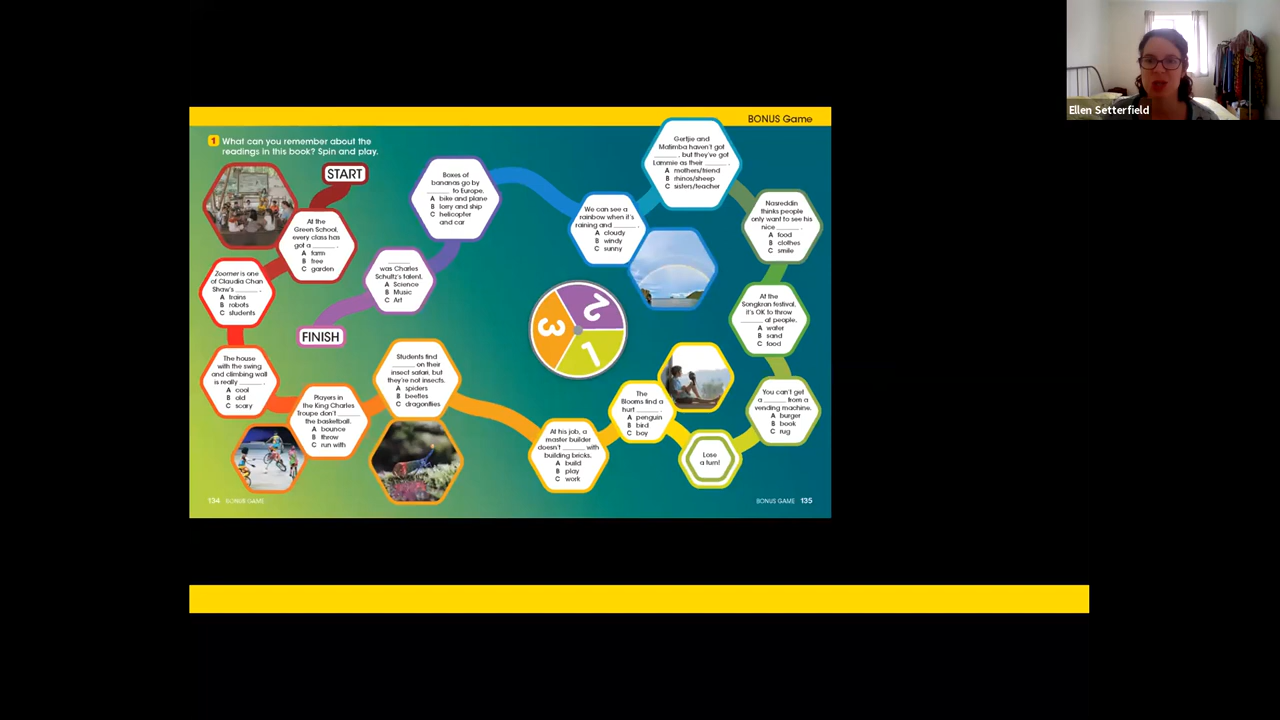 Ellen Setterfield
BONUS Game
1 What can you remember about the
readings in this book? Spin and play.
START
At the
Green School,
every class has
got a ______ .
A farm
B tree
C garden
Zoomer is one
of Claudia Chan
Shaw's ______ .
A trains
B robots
C students
The house
with the swing
and climbing wall
is really ______ .
A cool
B old
C scary
Players in
the King Charles
Troupe don't ______
the basketball.
A bounce
B throw
C run with
Students find
______ on their
insect safari, but
they're not insects.
A spiders
B beetles
C dragonflies
At his job, a
master builder
doesn't ______ with
building bricks.
A build
B play
C work
The
Blooms find a
hurt ______ .
A penguin
B bird
C boy
Lose
a turn!
You can't get
a ______ from a
vending machine.
A burger
B book
C rug
At the
Songkran festival,
it's OK to throw
______ at people.
A water
B sand
C food
Nasreddin
thinks people
only want to see his
nice ______ .
A food
B clothes
C smile
Gertjie and
Matimba haven't got
______ , but they've got
Lammie as their ______ .
A mothers/friend
B rhinos/sheep
C sisters/teacher
We can see a
rainbow when it's
raining and ______ .
A cloudy
B windy
C sunny
Boxes of
bananas go by
______ to Europe.
A bike and plane
B lorry and ship
C helicopter
and car
______
was Charles
Schultz's talent.
A Science
B Music
C Art
FINISH
2
3
1
134 BONUS GAME
BONUS GAME 135